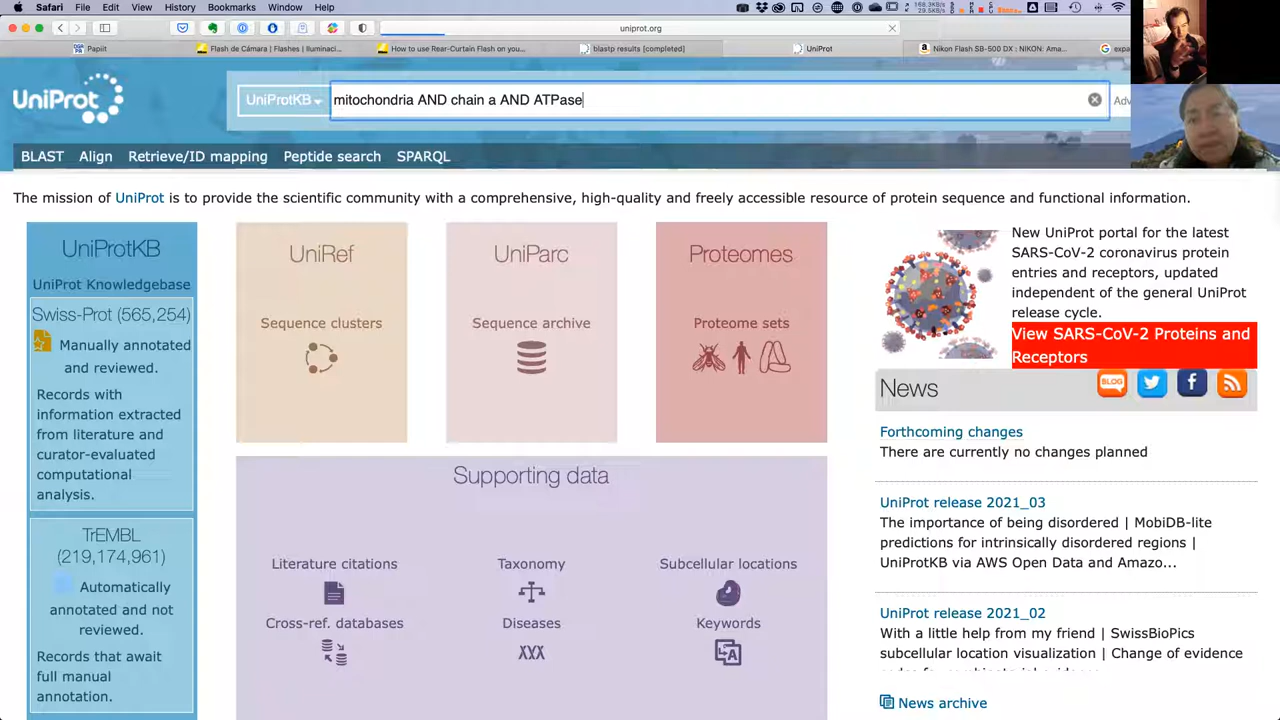 Safari File Edit View History Bookmarks Window Help
uniprot.org
Papiit
Flash de Cámara | Flashes | Iluminaci...
How to use Rear-Curtain Flash on you...
blastp results [completed]
UniProt
Nikon Flash SB-500 DX : NIKON: Ama...
UniProt
UniProtKB
mitochondria AND chain a AND ATPase
BLAST Align Retrieve/ID mapping Peptide search SPARQL
The mission of UniProt is to provide the scientific community with a comprehensive, high-quality and freely accessible resource of protein sequence and functional information.
UniProtKB
UniProt Knowledgebase
Swiss-Prot (565,254)
Manually annotated
and reviewed.
Records with
information extracted
from literature and
curator-evaluated
computational
analysis.
TrEMBL
(219,174,961)
Automatically
annotated and not
reviewed.
Records that await
full manual
annotation.
UniRef
Sequence clusters
UniParc
Sequence archive
Proteomes
Proteome sets
Supporting data
Literature citations
Taxonomy
Subcellular locations
Cross-ref. databases
Diseases
Keywords
New UniProt portal for the latest
SARS-CoV-2 coronavirus protein
entries and receptors, updated
independent of the general UniProt
release cycle.
View SARS-CoV-2 Proteins and
Receptors
News
BLOG
Forthcoming changes
There are currently no changes planned
UniProt release 2021_03
The importance of being disordered | MobiDB-lite
predictions for intrinsically disordered regions |
UniProtKB via AWS Open Data and Amazo...
UniProt release 2021_02
With a little help from my friend | SwissBioPics
subcellular location visualization | Change of evidence
News archive